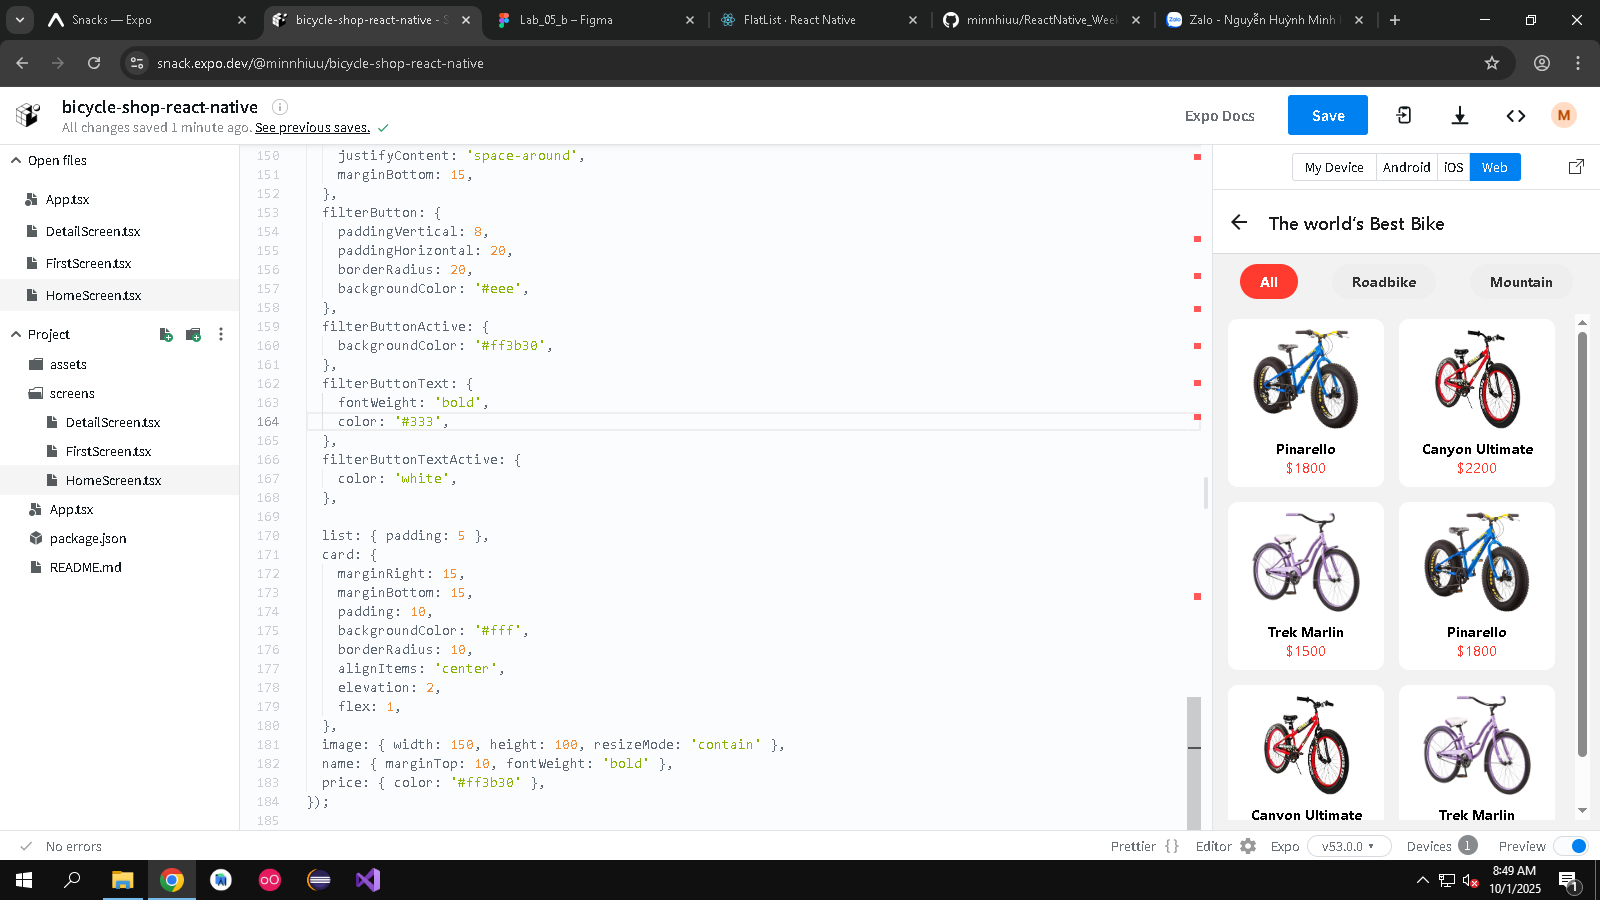 Snacks — Expo
bicycle-shop-react-native - S
Lab_05_b – Figma
FlatList · React Native
minnhiuu/ReactNative_Week
Zalo - Nguyễn Huỳnh Minh
snack.expo.dev/@minnhiuu/bicycle-shop-react-native
bicycle-shop-react-native
All changes saved 1 minute ago. See previous saves.
Expo Docs
Save
M
Open files
App.tsx
DetailScreen.tsx
FirstScreen.tsx
HomeScreen.tsx
Project
assets
screens
DetailScreen.tsx
FirstScreen.tsx
HomeScreen.tsx
App.tsx
package.json
README.md
150 justifyContent: 'space-around',
151 marginBottom: 15,
152 },
153 filterButton: {
154 paddingVertical: 8,
155 paddingHorizontal: 20,
156 borderRadius: 20,
157 backgroundColor: '#eee',
158 },
159 filterButtonActive: {
160 backgroundColor: '#ff3b30',
161 },
162 filterButtonText: {
163 fontWeight: 'bold',
164 color: '#333',
165 },
166 filterButtonTextActive: {
167 color: 'white',
168 },
169
170 list: { padding: 5 },
171 card: {
172 marginRight: 15,
173 marginBottom: 15,
174 padding: 10,
175 backgroundColor: '#fff',
176 borderRadius: 10,
177 alignItems: 'center',
178 elevation: 2,
179 flex: 1,
180 },
181 image: { width: 150, height: 100, resizeMode: 'contain' },
182 name: { marginTop: 10, fontWeight: 'bold' },
183 price: { color: '#ff3b30' },
184 });
185
My Device
Android
iOS
Web
The world's Best Bike
All
Roadbike
Mountain
Pinarello
$1800
Canyon Ultimate
$2200
Trek Marlin
$1500
Pinarello
$1800
Canyon Ultimate
Trek Marlin
No errors
Prettier { }
Editor
Expo
v53.0.0
Devices 1
Preview
8:49 AM
10/1/2025
1